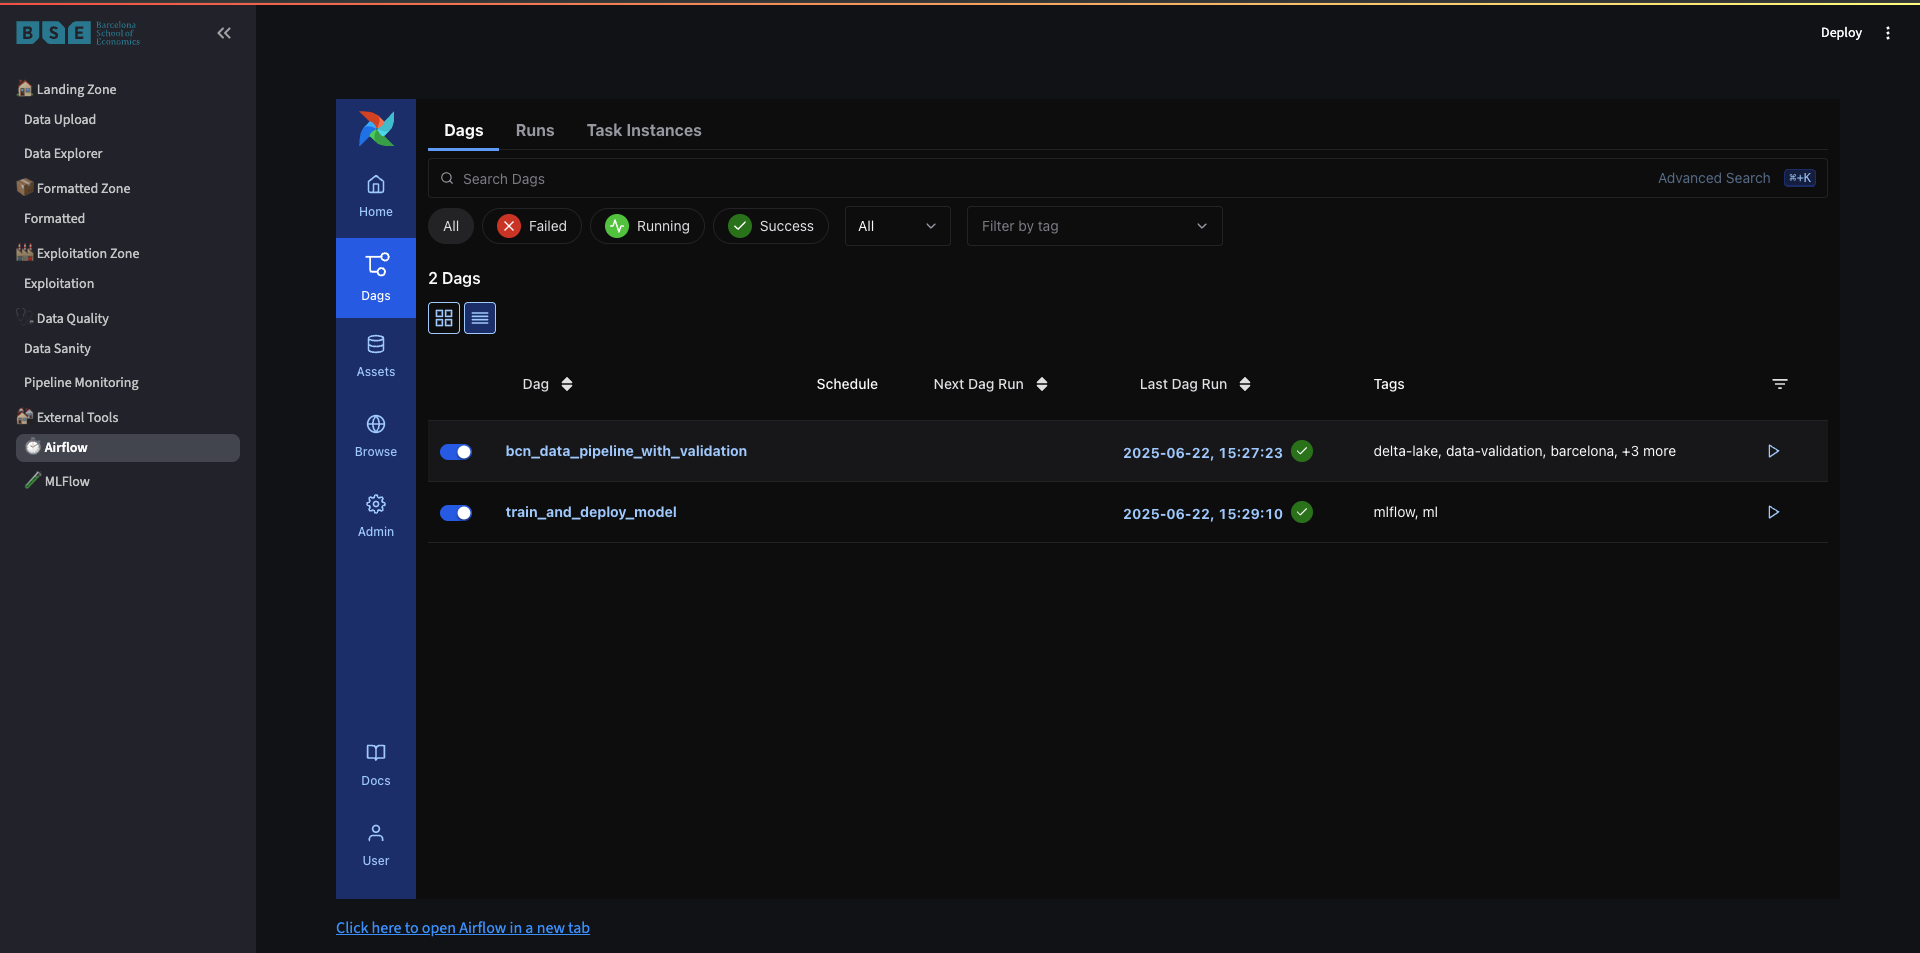 BSE Barcelona
School of
Economics
Landing Zone
Data Upload
Data Explorer
Formatted Zone
Formatted
Exploitation Zone
Exploitation
Data Quality
Data Sanity
Pipeline Monitoring
External Tools
Airflow
MLFlow
Deploy
Home
Dags
Assets
Browse
Admin
Docs
User
Dags Runs Task Instances
Search Dags Advanced Search ⌘+K
All Failed Running Success All Filter by tag
2 Dags
Dag Schedule Next Dag Run Last Dag Run Tags
bcn_data_pipeline_with_validation 2025-06-22, 15:27:23 delta-lake, data-validation, barcelona, +3 more
train_and_deploy_model 2025-06-22, 15:29:10 mlflow, ml
Click here to open Airflow in a new tab